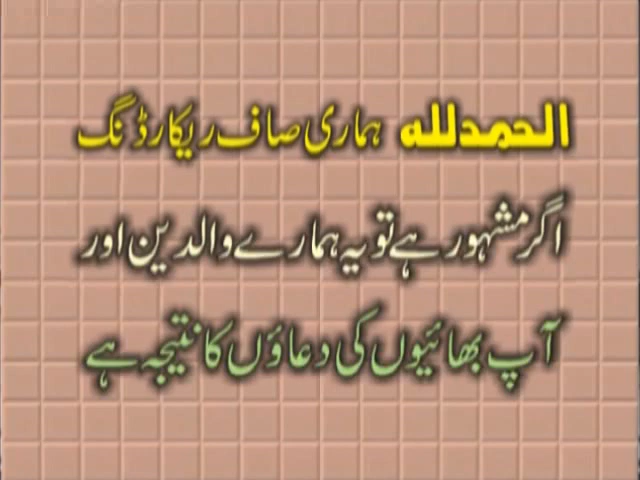 الحمدلله ہماری صاف ریکارڈنگ
اگر مشہور ہے تو یہ ہمارے والدین اور
آپ بھائیوں کی دعاؤں کا نتیجہ ہے